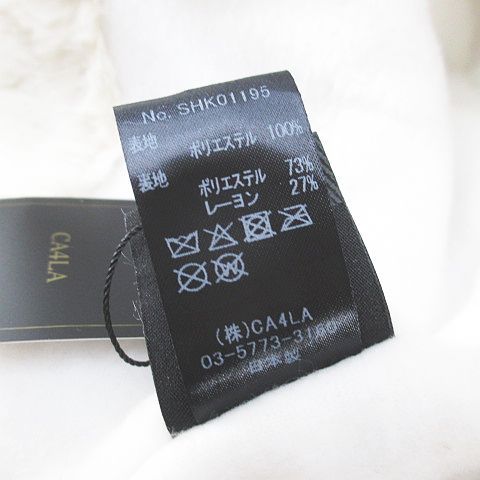 No. SHK01195
表地 ポリエステル 100%
表地 ポリエステル 73%
レーヨン 27%
(株)CA4LA
03-5773-3160
日本製
CA4LA